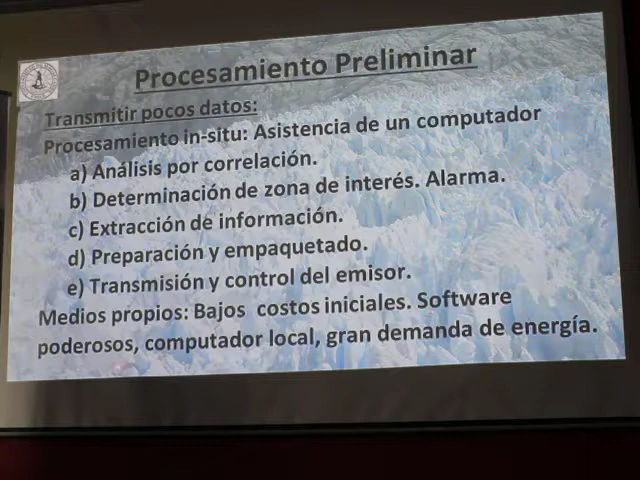 Procesamiento Preliminar
Transmitir pocos datos:
Procesamiento in-situ: Asistencia de un computador
a) Análisis por correlación.
b) Determinación de zona de interés. Alarma.
c) Extracción de información.
d) Preparación y empaquetado.
e) Transmisión y control del emisor.
Medios propios: Bajos costos iniciales. Software
poderosos, computador local, gran demanda de energía.